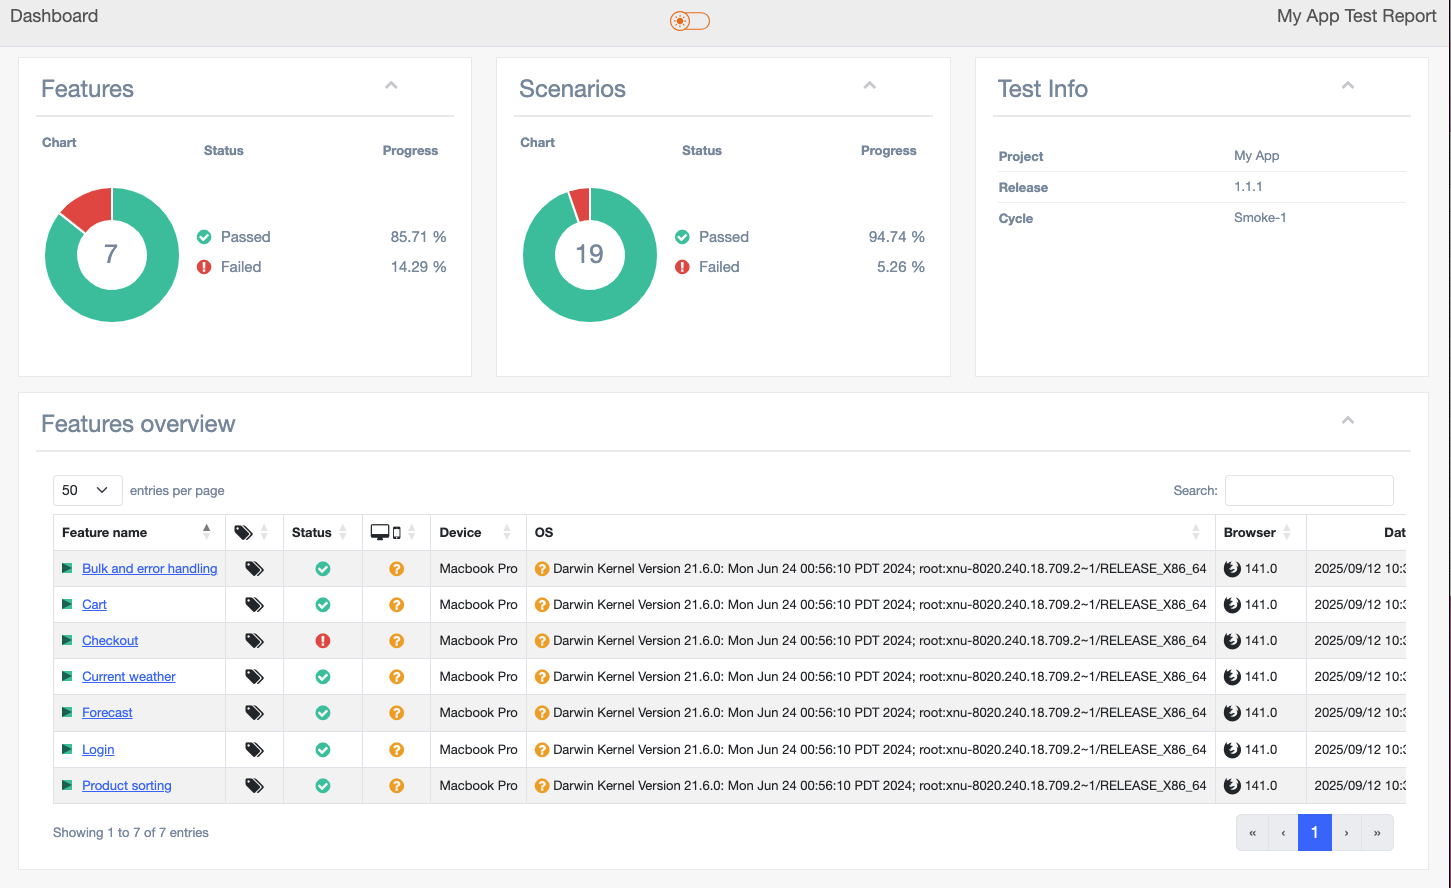 Dashboard
My App Test Report
Features
Chart
Status
Progress
7
Passed
85.71 %
Failed
14.29 %
Scenarios
Chart
Status
Progress
19
Passed
94.74 %
Failed
5.26 %
Test Info
Project My App
Release 1.1.1
Cycle Smoke-1
Features overview
50 entries per page
Search:
Feature name Status Device OS Browser Dat
Bulk and error handling Macbook Pro Darwin Kernel Version 21.6.0: Mon Jun 24 00:56:10 PDT 2024; root:xnu-8020.240.18.709.2~1/RELEASE_X86_64 141.0 2025/09/12 10:3
Cart Macbook Pro Darwin Kernel Version 21.6.0: Mon Jun 24 00:56:10 PDT 2024; root:xnu-8020.240.18.709.2~1/RELEASE_X86_64 141.0 2025/09/12 10:3
Checkout Macbook Pro Darwin Kernel Version 21.6.0: Mon Jun 24 00:56:10 PDT 2024; root:xnu-8020.240.18.709.2~1/RELEASE_X86_64 141.0 2025/09/12 10:3
Current weather Macbook Pro Darwin Kernel Version 21.6.0: Mon Jun 24 00:56:10 PDT 2024; root:xnu-8020.240.18.709.2~1/RELEASE_X86_64 141.0 2025/09/12 10:3
Forecast Macbook Pro Darwin Kernel Version 21.6.0: Mon Jun 24 00:56:10 PDT 2024; root:xnu-8020.240.18.709.2~1/RELEASE_X86_64 141.0 2025/09/12 10:3
Login Macbook Pro Darwin Kernel Version 21.6.0: Mon Jun 24 00:56:10 PDT 2024; root:xnu-8020.240.18.709.2~1/RELEASE_X86_64 141.0 2025/09/12 10:3
Product sorting Macbook Pro Darwin Kernel Version 21.6.0: Mon Jun 24 00:56:10 PDT 2024; root:xnu-8020.240.18.709.2~1/RELEASE_X86_64 141.0 2025/09/12 10:3
Showing 1 to 7 of 7 entries
« ‹ 1 › »